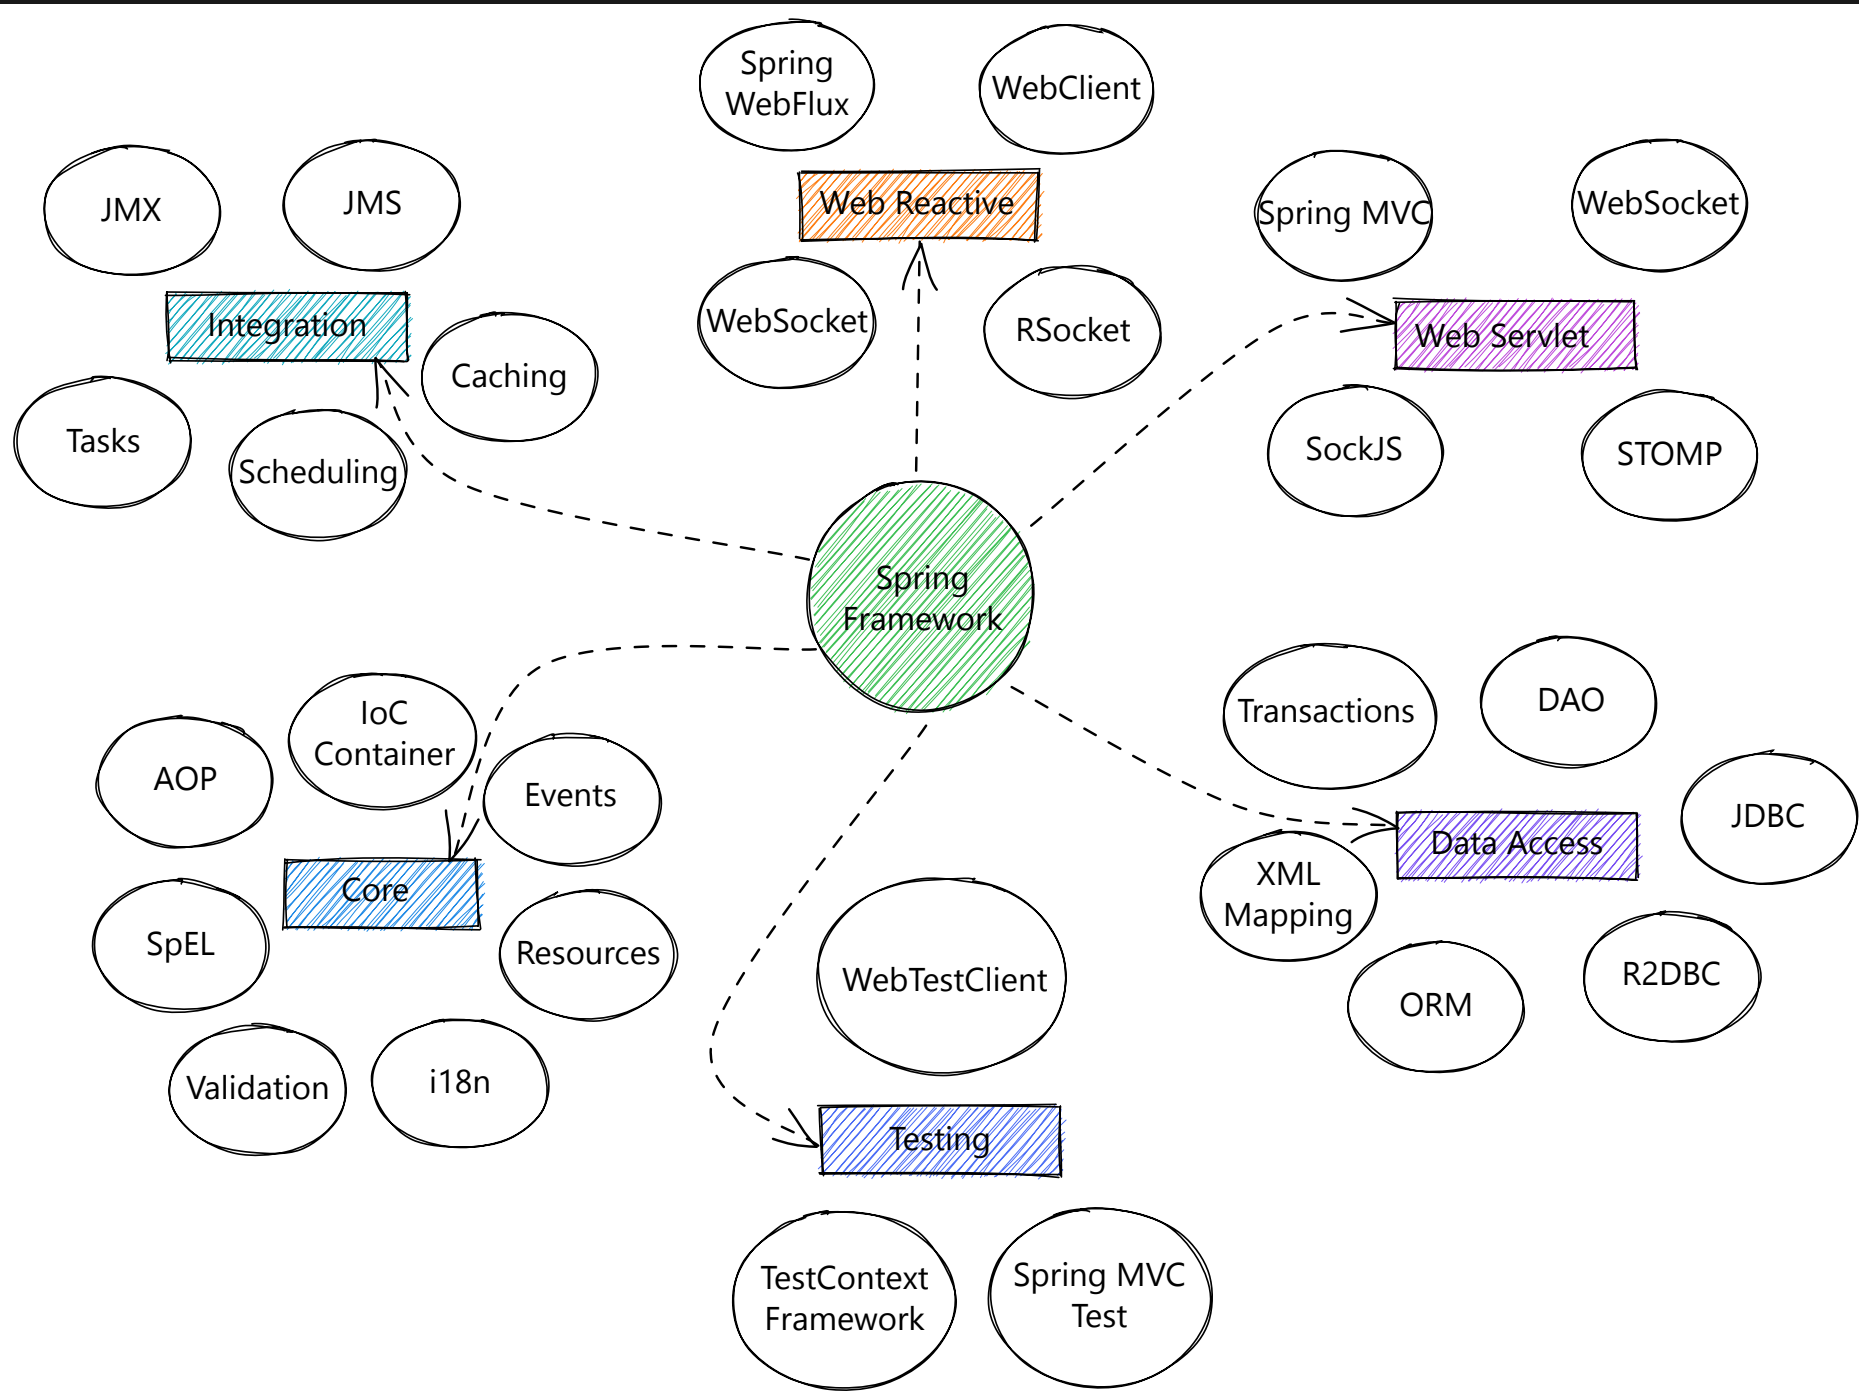 Spring
WebFlux
WebClient
Web Reactive
WebSocket
RSocket
JMX
JMS
Integration
Caching
Tasks
Scheduling
Spring MVC
WebSocket
Web Servlet
SockJS
STOMP
Spring
Framework
IoC
Container
AOP
Events
Core
SpEL
Resources
Validation
i18n
WebTestClient
Testing
TestContext
Framework
Spring MVC
Test
Transactions
DAO
JDBC
Data Access
XML
Mapping
ORM
R2DBC